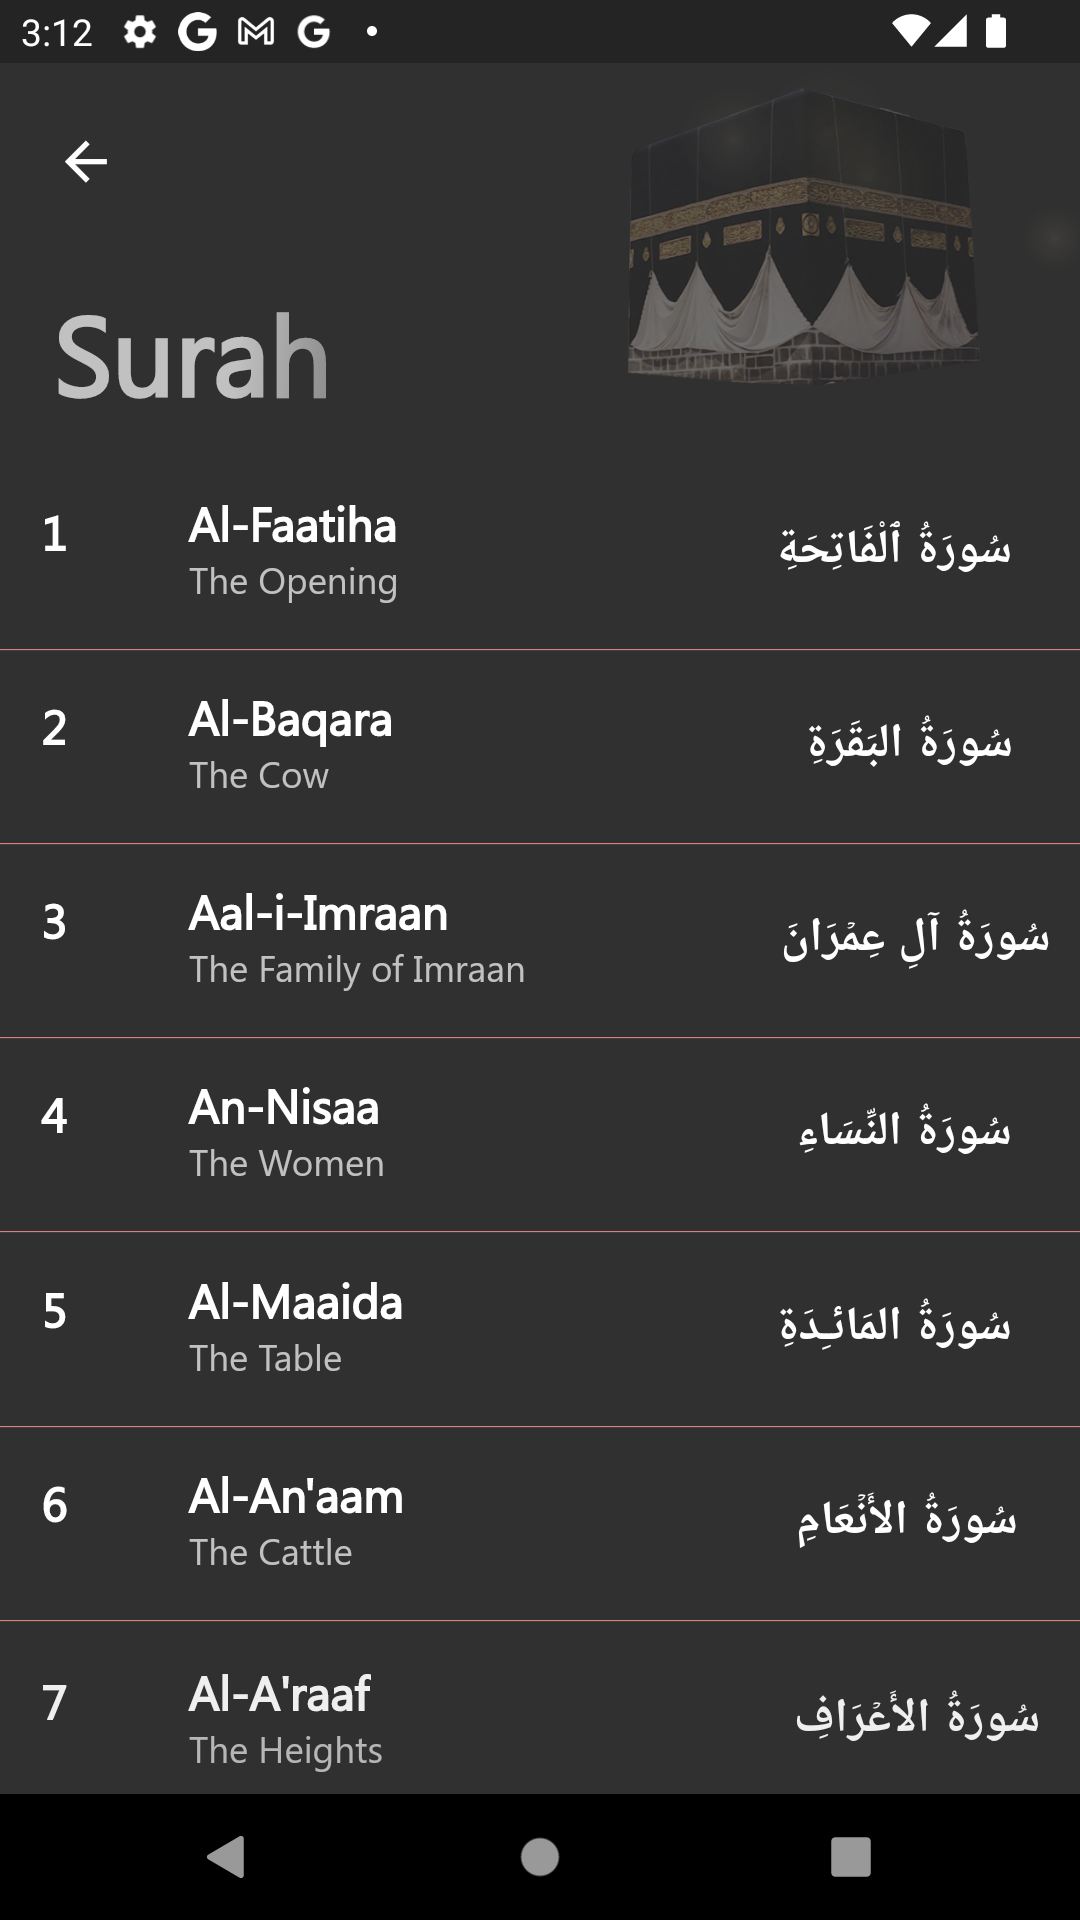 3:12
Surah
1
Al-Faatiha
The Opening
سُورَةُ ٱلْفَاتِحَةِ
2
Al-Baqara
The Cow
سُورَةُ البَقَرَةِ
3
Aal-i-Imraan
The Family of Imraan
سُورَةُ آلِ عِمۡرَانَ
4
An-Nisaa
The Women
سُورَةُ النِّسَاءِ
5
Al-Maaida
The Table
سُورَةُ المَائـِدَةِ
6
Al-An'aam
The Cattle
سُورَةُ الأَنۡعَامِ
7
Al-A'raaf
The Heights
سُورَةُ الأَعۡرَافِ